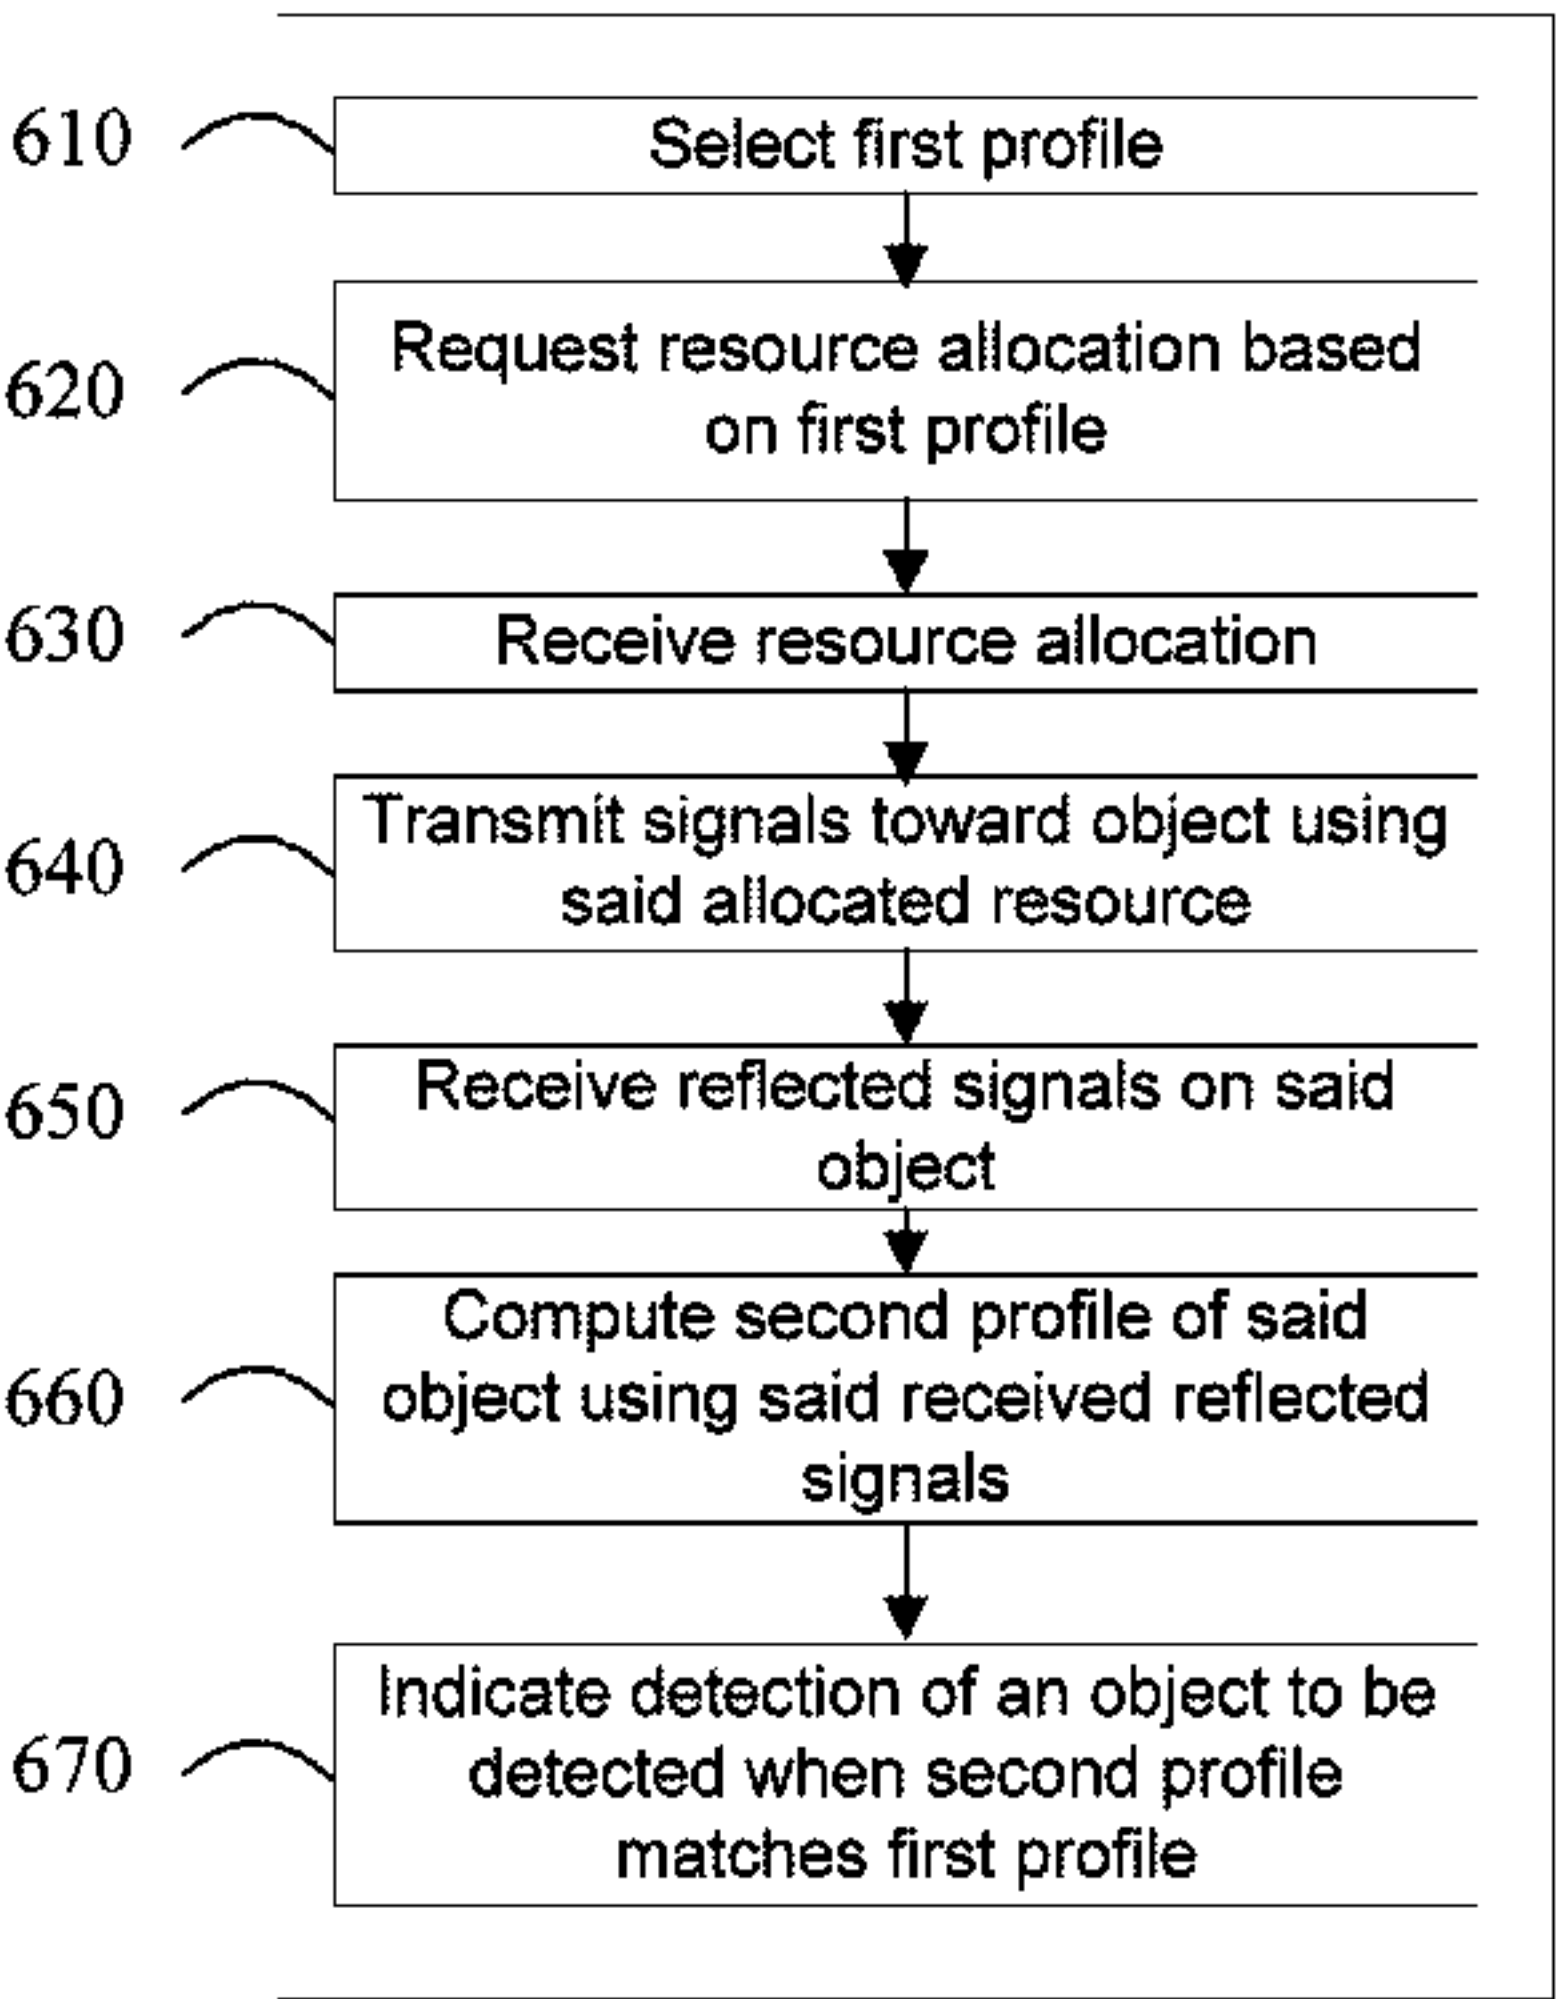 610
Select first profile
620
Request resource allocation based
on first profile
630
Receive resource allocation
640
Transmit signals toward object using
said allocated resource
650
Receive reflected signals on said
object
660
Compute second profile of said
object using said received reflected
signals
670
Indicate detection of an object to be
detected when second profile
matches first profile